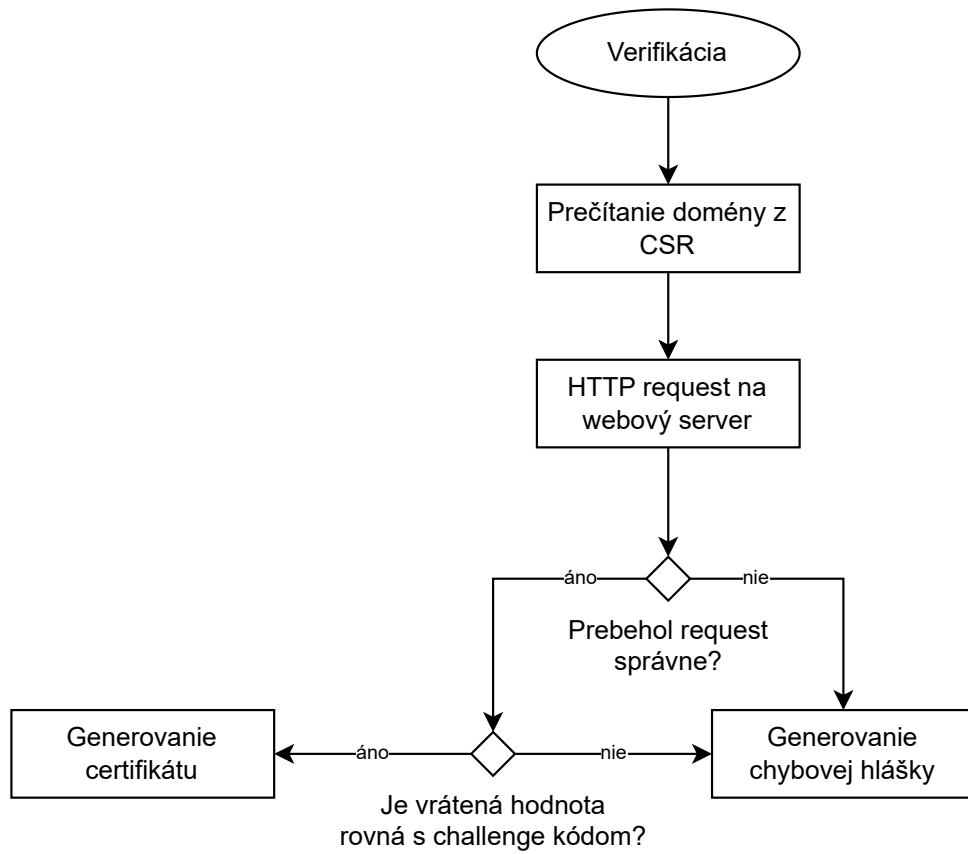 Verifikácia
Prečítanie domény z
CSR
HTTP request na
webový server
áno
nie
Prebehol request
správne?
Generovanie
certifikátu
áno
nie
Generovanie
chybovej hlášky
Je vrátená hodnota
rovná s challenge kódom?